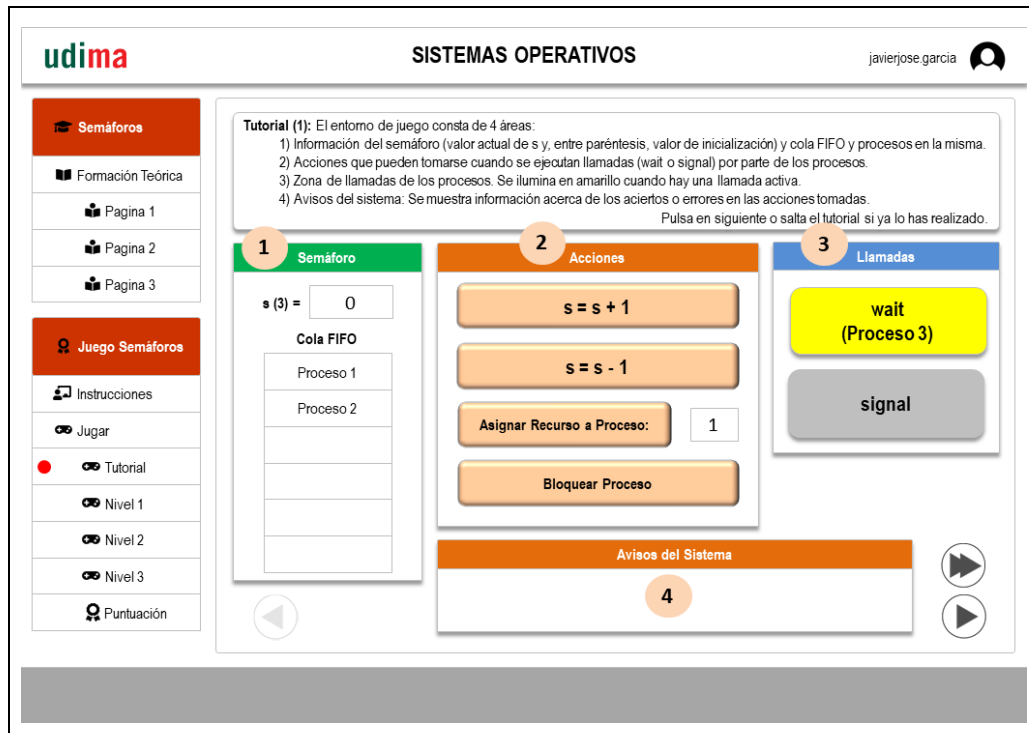 udima
SISTEMAS OPERATIVOS
javierjose.garcia
Semáforos
Formación Teórica
Pagina 1
Pagina 2
Pagina 3
Juego Semáforos
Instrucciones
Jugar
Tutorial
Nivel 1
Nivel 2
Nivel 3
Puntuación
Tutorial (1): El entorno de juego consta de 4 áreas:
1) Información del semáforo (valor actual de s y, entre paréntesis, valor de inicialización) y cola FIFO y procesos en la misma.
2) Acciones que pueden tomarse cuando se ejecutan llamadas (wait o signal) por parte de los procesos.
3) Zona de llamadas de los procesos. Se ilumina en amarillo cuando hay una llamada activa.
4) Avisos del sistema: Se muestra información acerca de los aciertos o errores en las acciones tomadas.
Pulsa en siguiente o salta el tutorial si ya lo has realizado.
1
Semáforo
s (3) = 0
Cola FIFO
Proceso 1
Proceso 2
2
Acciones
s = s + 1
s = s - 1
Asignar Recurso a Proceso: 1
Bloquear Proceso
3
Llamadas
wait
(Proceso 3)
signal
Avisos del Sistema
4